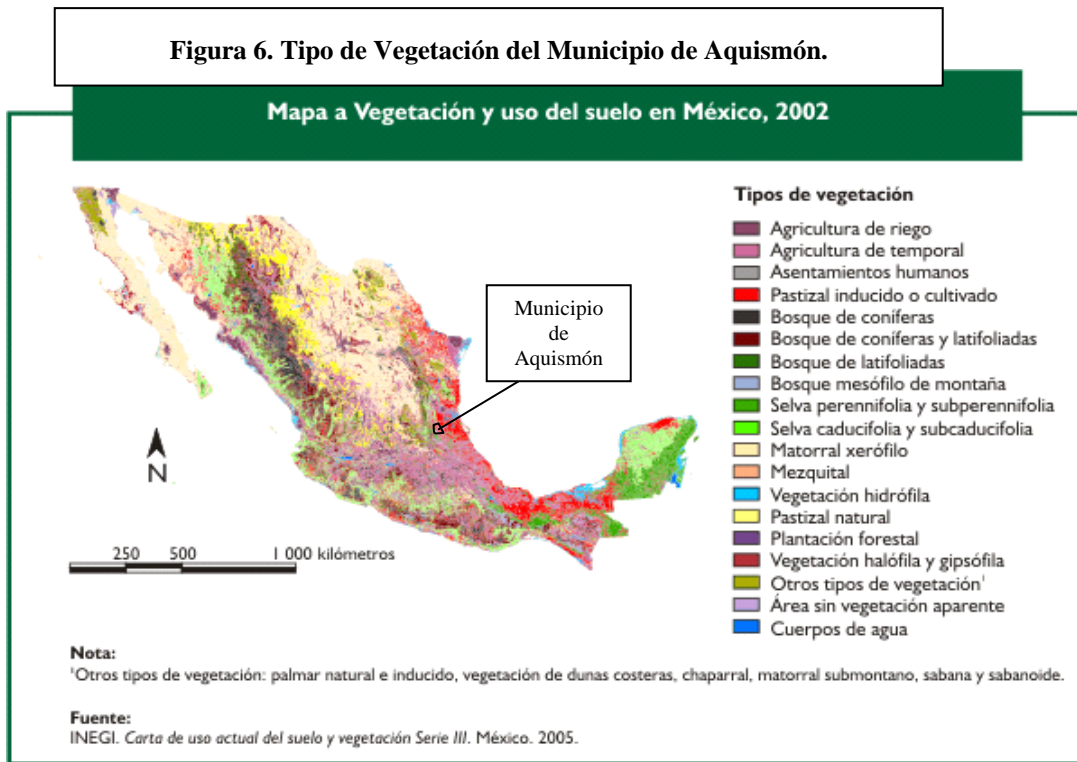 Figura 6. Tipo de Vegetación del Municipio de Aquismón.
Mapa a Vegetación y uso del suelo en México, 2002
Tipos de vegetación
Agricultura de riego
Agricultura de temporal
Asentamientos humanos
Pastizal inducido o cultivado
Bosque de coníferas
Bosque de coníferas y latifoliadas
Bosque de latifoliadas
Bosque mesófilo de montaña
Selva perennifolia y subperennifolia
Selva caducifolia y subcaducifolia
Matorral xerófilo
Mezquital
Vegetación hidrófila
Pastizal natural
Plantación forestal
Vegetación halófila y gipsófila
Otros tipos de vegetación¹
Área sin vegetación aparente
Cuerpos de agua
Municipio
de
Aquismón
N
250 500 1 000 kilómetros
Nota:
¹Otros tipos de vegetación: palmar natural e inducido, vegetación de dunas costeras, chaparral, matorral submontano, sabana y sabanoide.
Fuente:
INEGI. Carta de uso actual del suelo y vegetación Serie III. México. 2005.